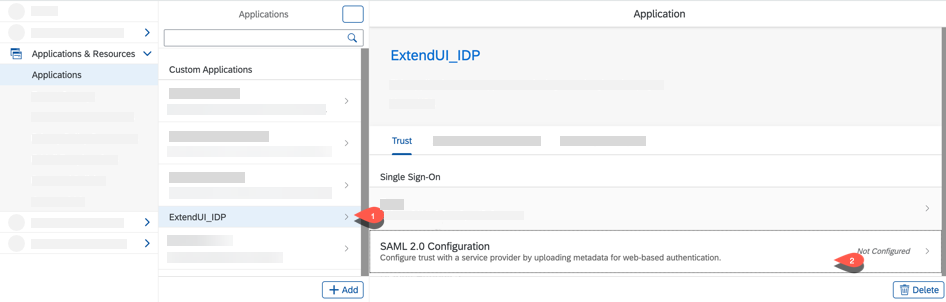 Applications
Application
Applications & Resources
Applications
Custom Applications
ExtendUI_IDP
1
Add
ExtendUI_IDP
Trust
Single Sign-On
SAML 2.0 Configuration
Configure trust with a service provider by uploading metadata for web-based authentication.
Not Configured
2
Delete